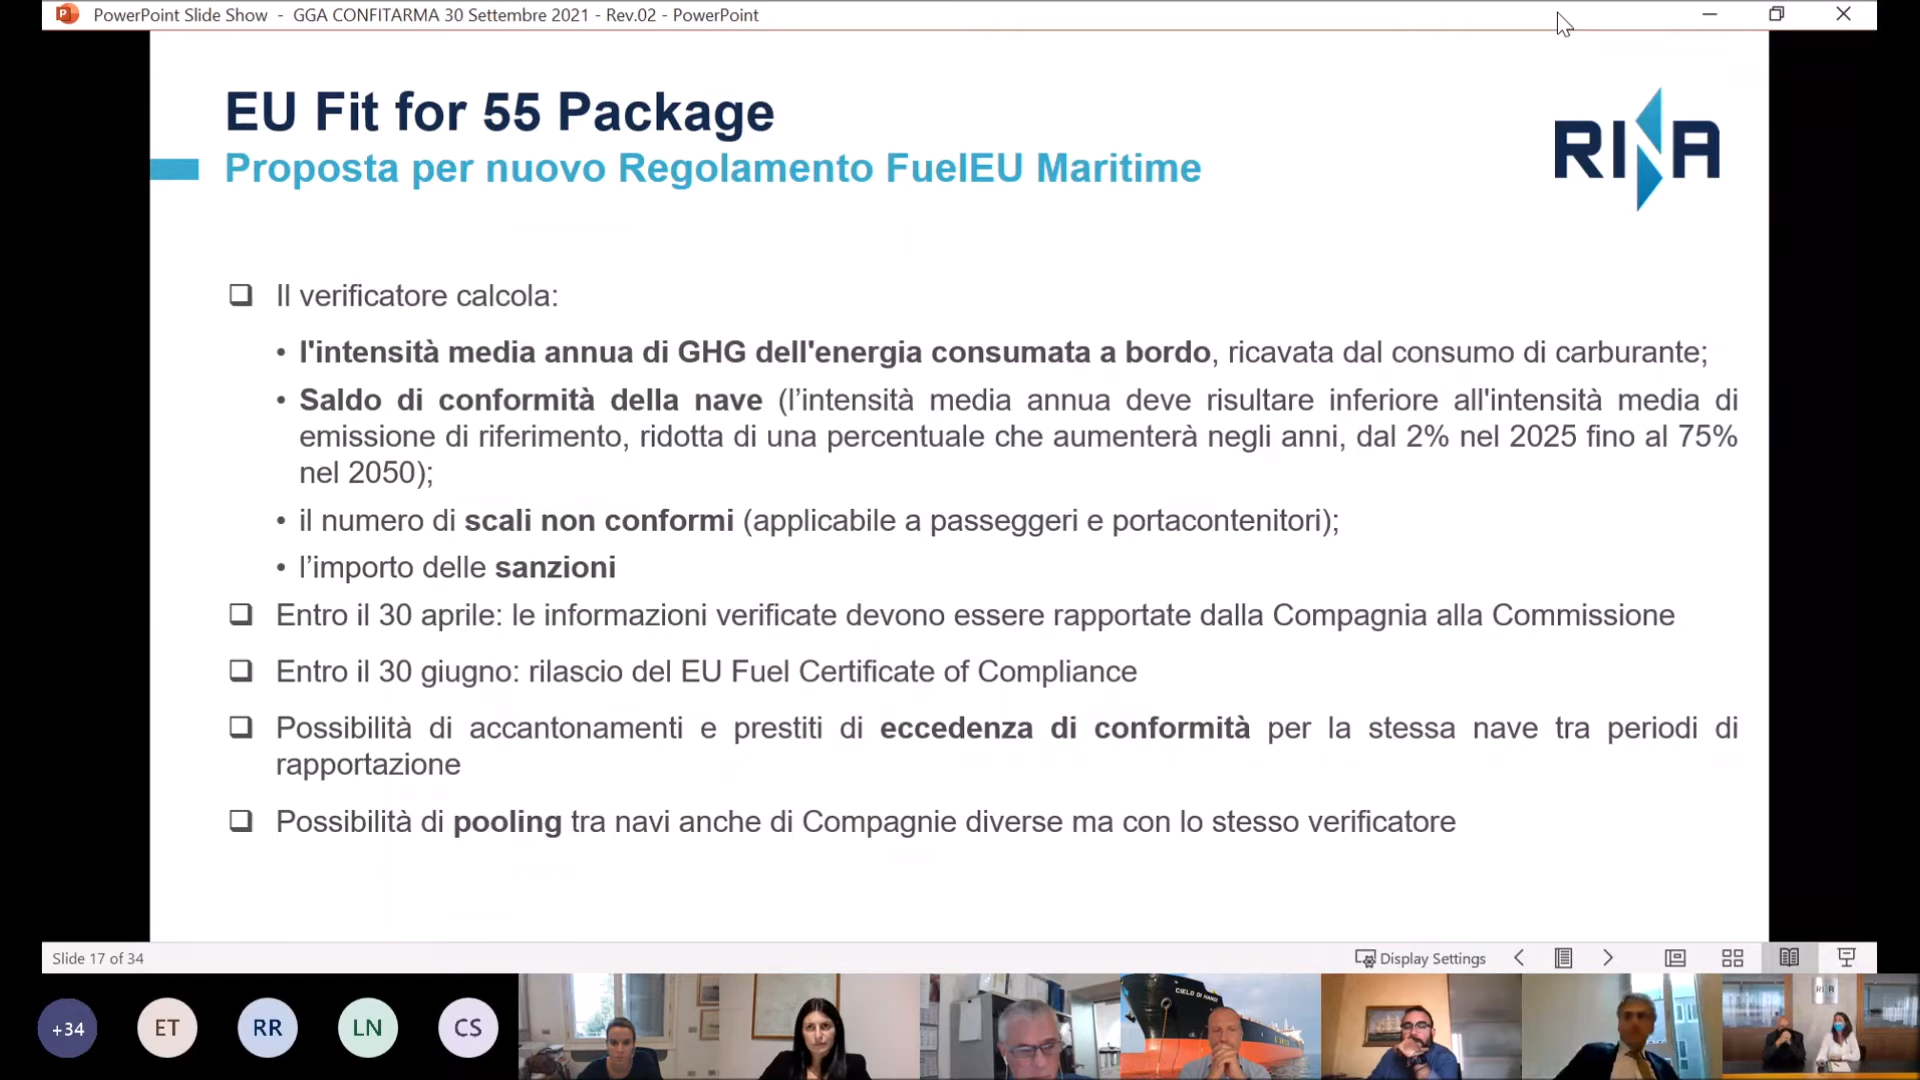 PowerPoint Slide Show - GGA CONFITARMA 30 Settembre 2021 - Rev.02 - PowerPoint
EU Fit for 55 Package
Proposta per nuovo Regolamento FuelEU Maritime
RINA
Il verificatore calcola:
• l'intensità media annua di GHG dell'energia consumata a bordo, ricavata dal consumo di carburante;
• Saldo di conformità della nave (l’intensità media annua deve risultare inferiore all'intensità media di
emissione di riferimento, ridotta di una percentuale che aumenterà negli anni, dal 2% nel 2025 fino al 75%
nel 2050);
• il numero di scali non conformi (applicabile a passeggeri e portacontenitori);
• l’importo delle sanzioni
Entro il 30 aprile: le informazioni verificate devono essere rapportate dalla Compagnia alla Commissione
Entro il 30 giugno: rilascio del EU Fuel Certificate of Compliance
Possibilità di accantonamenti e prestiti di eccedenza di conformità per la stessa nave tra periodi di
rapportazione
Possibilità di pooling tra navi anche di Compagnie diverse ma con lo stesso verificatore
Slide 17 of 34
Display Settings
+34
ET
RR
LN
CS
CIELO DI
RINA